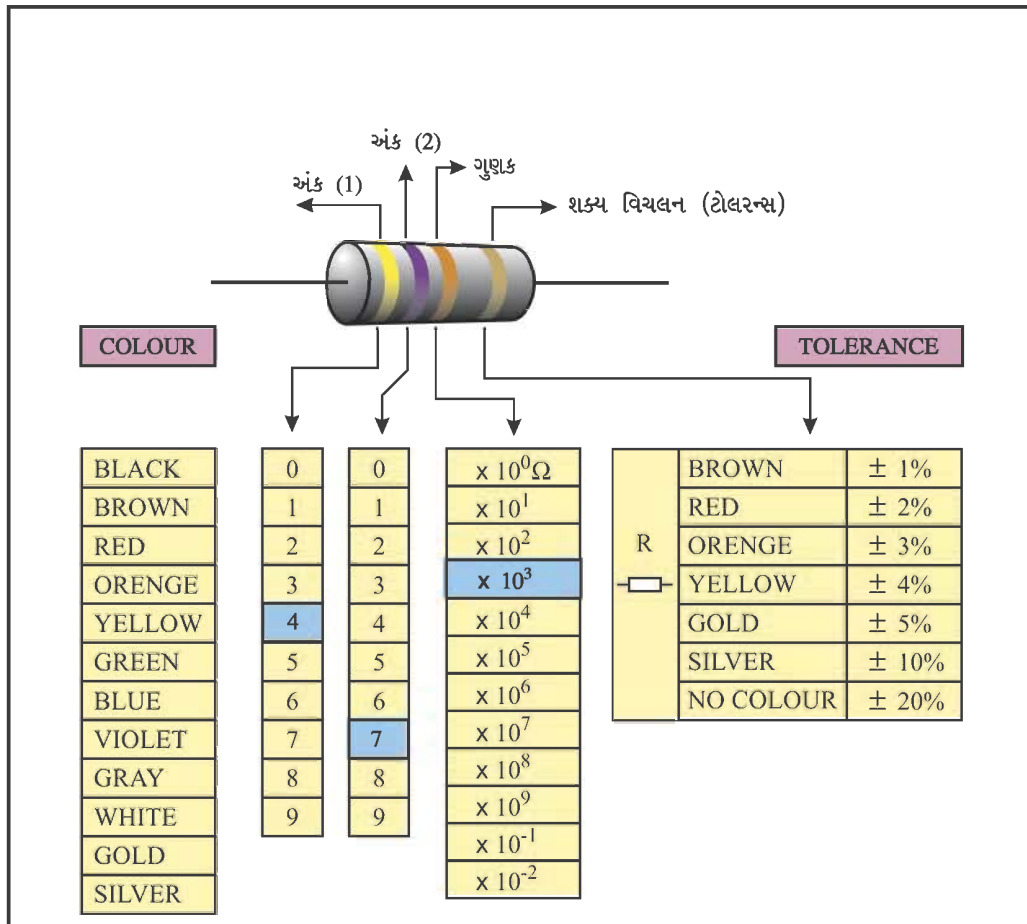 અંક (2)
ગુણક
અંક (1)
શક્ય વિચલન (ટોલરન્સ)
COLOUR
TOLERANCE
BLACK 0 0 x 10⁰Ω
BROWN 1 1 x 10¹
RED 2 2 x 10²
ORENGE 3 3 x 10³
YELLOW 4 4 x 10⁴
GREEN 5 5 x 10⁵
BLUE 6 6 x 10⁶
VIOLET 7 7 x 10⁷
GRAY 8 8 x 10⁸
WHITE 9 9 x 10⁹
GOLD x 10⁻¹
SILVER x 10⁻²
R
BROWN ± 1%
RED ± 2%
ORENGE ± 3%
YELLOW ± 4%
GOLD ± 5%
SILVER ± 10%
NO COLOUR ± 20%